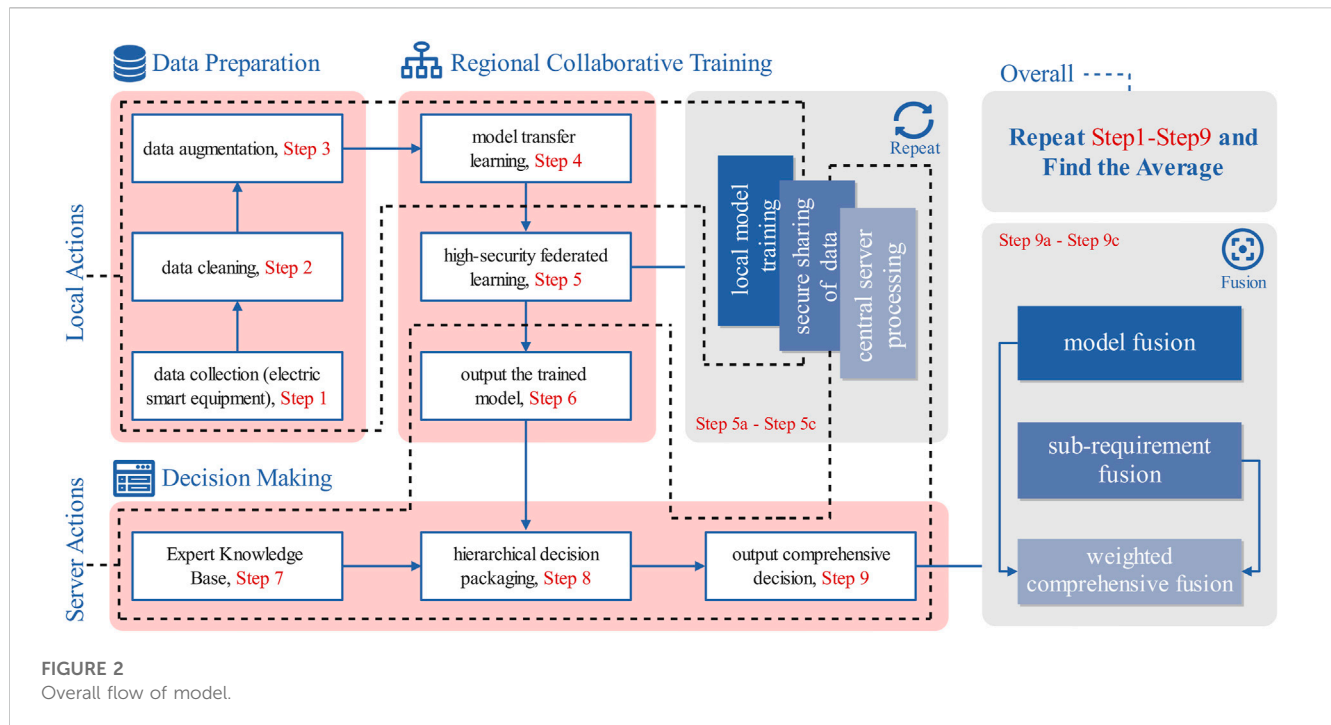 Data Preparation
Regional Collaborative Training
Overall
data augmentation, Step 3
model transfer
learning, Step 4
Repeat
Repeat Step1-Step9 and
Find the Average
Local Actions
data cleaning, Step 2
high-security federated
learning, Step 5
local model
training
secure sharing
of data
central server
processing
data collection (electric
smart equipment), Step 1
output the trained
model, Step 6
Step 5a - Step 5c
Step 9a - Step 9c
Fusion
model fusion
sub-requirement
fusion
weighted
comprehensive fusion
Decision Making
Server Actions
Expert Knowledge
Base, Step 7
hierarchical decision
packaging, Step 8
output comprehensive
decision, Step 9
FIGURE 2
Overall flow of model.